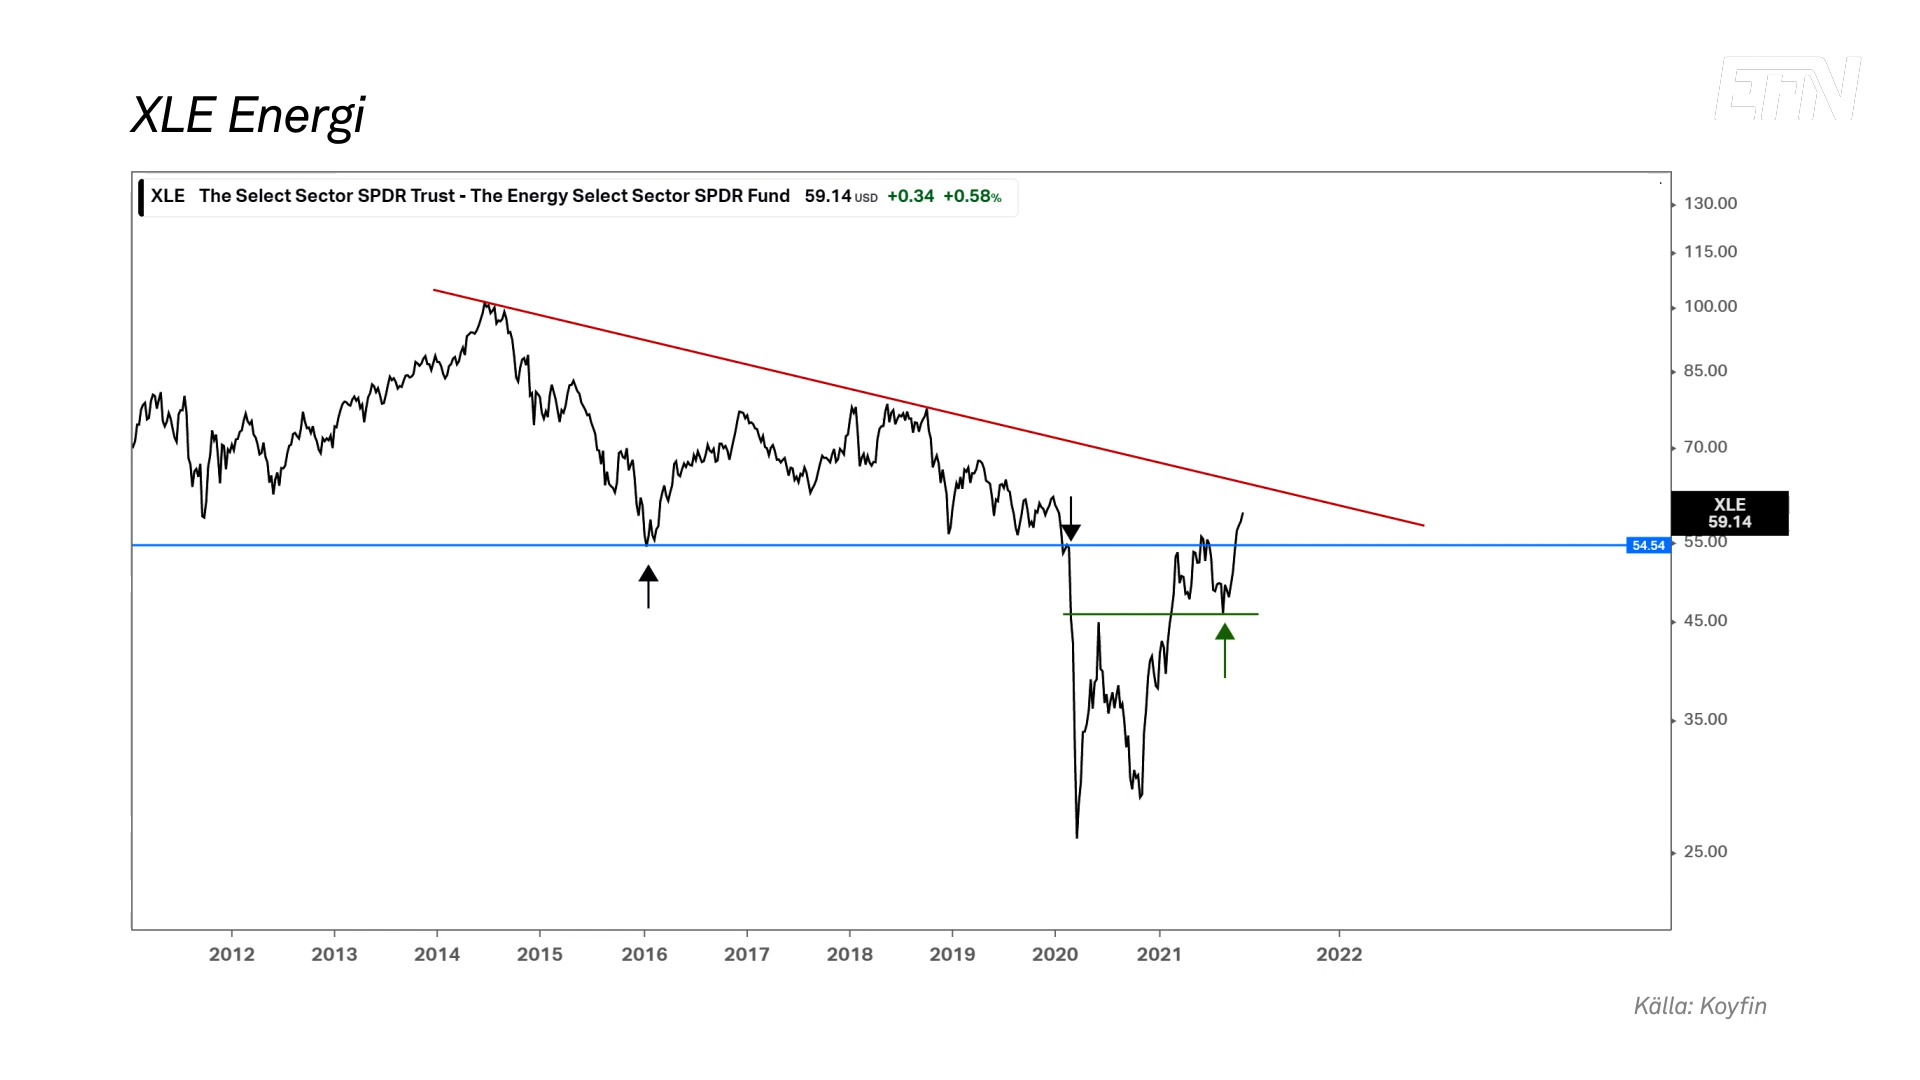 ETFN
XLE Energi
XLE The Select Sector SPDR Trust - The Energy Select Sector SPDR Fund 59.14 USD +0.34 +0.58%
130.00
115.00
100.00
85.00
70.00
XLE
59.14
55.00
54.54
45.00
35.00
25.00
2012 2013 2014 2015 2016 2017 2018 2019 2020 2021 2022
Källa: Koyfin